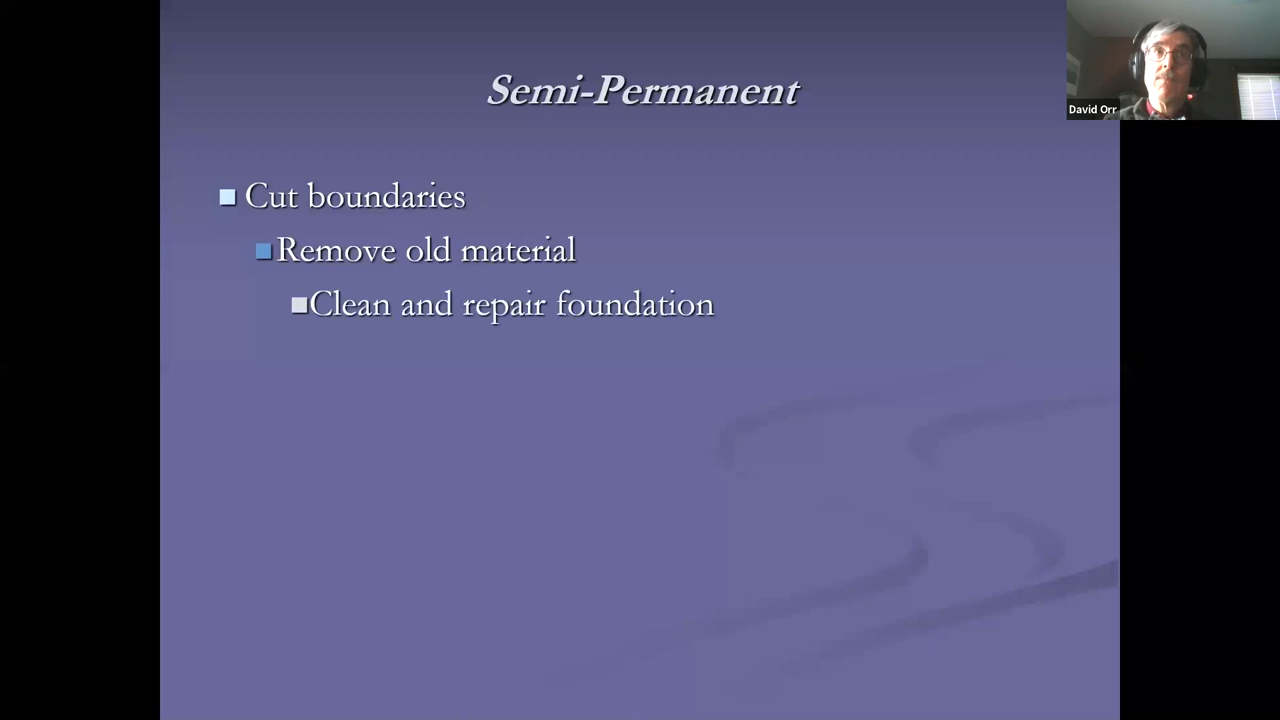 Semi-Permanent
David Orr
Cut boundaries
Remove old material
Clean and repair foundation